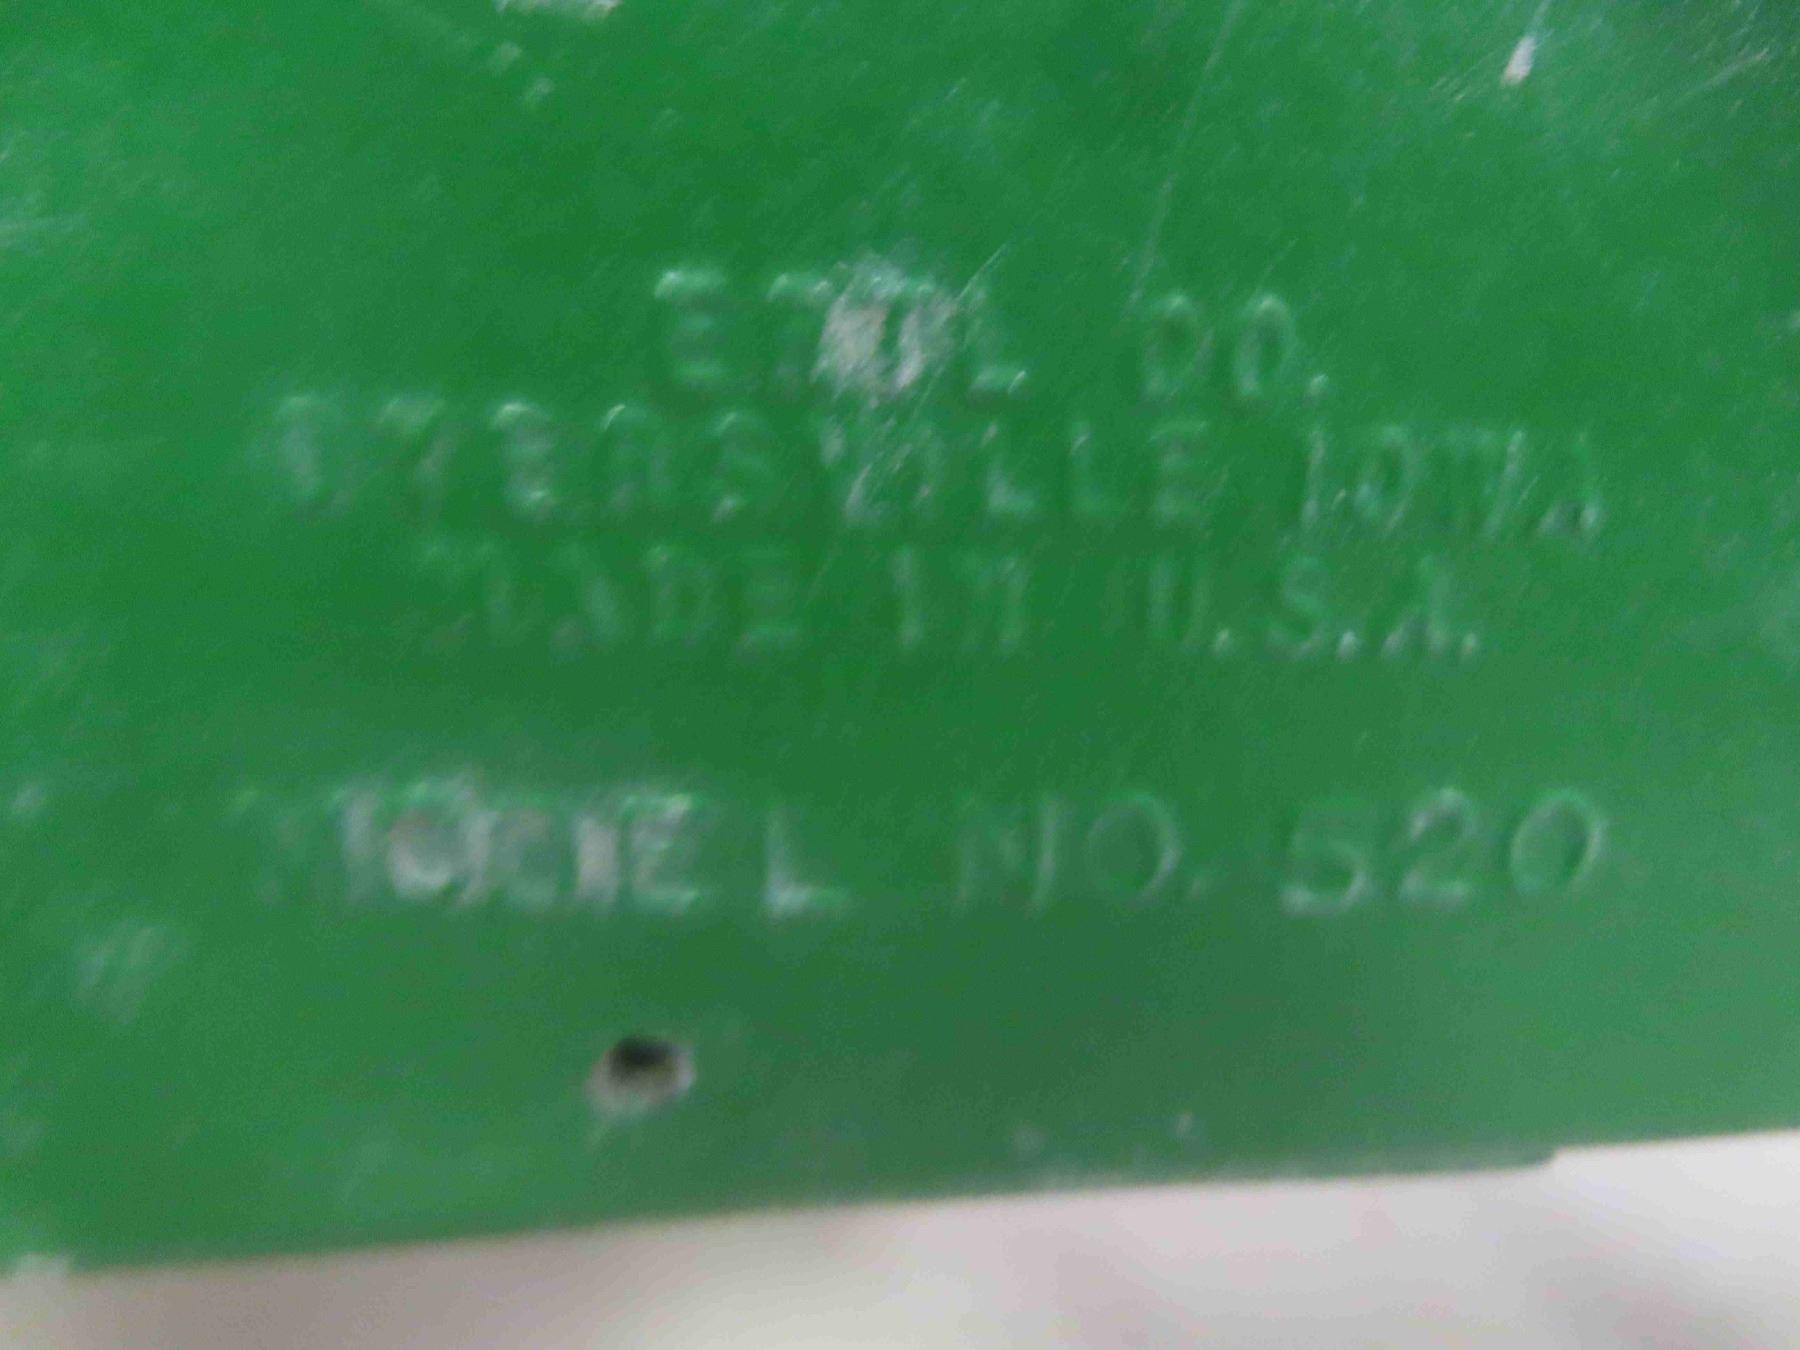 ERTL CO.
DYERSVILLE IOWA
MADE IN U.S.A.
MODEL NO. 520